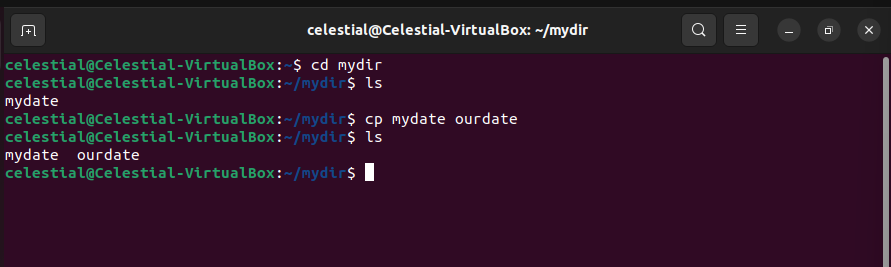 celestial@Celestial-VirtualBox: ~/mydir
celestial@Celestial-VirtualBox:~$ cd mydir
celestial@Celestial-VirtualBox:~/mydir$ ls
mydate
celestial@Celestial-VirtualBox:~/mydir$ cp mydate ourdate
celestial@Celestial-VirtualBox:~/mydir$ ls
mydate  ourdate
celestial@Celestial-VirtualBox:~/mydir$